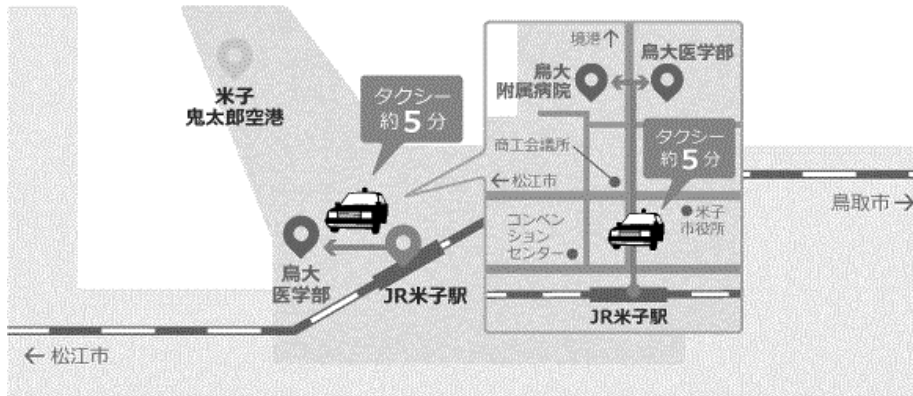 米子
鬼太郎空港
タクシー
約5分
鳥大
医学部
JR米子駅
←松江市
境港↑
鳥大
附属病院
鳥大医学部
タクシー
約5分
商工会議所
←松江市
コンベン
ション
センター
米子
市役所
JR米子駅
鳥取市→